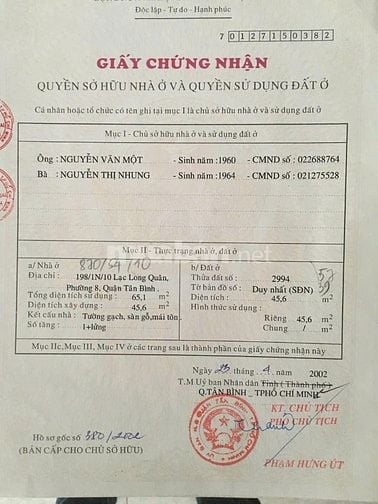 Độc lập - Tự do - Hạnh phúc
7 0 1 2 7 1 5 0 3 8 2
GIẤY CHỨNG NHẬN
QUYỀN SỞ HỮU NHÀ Ở VÀ QUYỀN SỬ DỤNG ĐẤT Ở
Cá nhân hoặc tổ chức có tên ghi tại mục I là chủ sở hữu nhà ở và sử dụng đất ở
Mục I - Chủ sở hữu nhà ở và sử dụng đất ở
Ông : NGUYỄN VĂN MỘT - Sinh năm : 1960 - CMND số : 022688764
Bà : NGUYỄN THỊ NHUNG - Sinh năm : 1964 - CMND số : 021275528
Mục II - Thực trạng nhà ở, đất ở
a/ Nhà ở 870/54/10 b/ Đất ở
Địa chỉ : 198/1N/10 Lạc Long Quân, Thửa đất số : 2994 57
Phường 8, Quận Tân Bình . Tờ bản đồ số : Duy nhất (SĐN) 39
Tổng diện tích sử dụng : 65,1 m² Diện tích : 45,6 m²
Diện tích xây dựng : 45,6 m² Hình thức sử dụng :
Kết cấu nhà : Tường gạch, sàn gỗ,mái tôn . Riêng : 45,6 m²
Số tầng : 1+lửng Chung : / m²
Mục IIc, Mục III, Mục IV ở các trang sau là thành phần của giấy chứng nhận này
Ngày 23 tháng 4 năm 2002
T.M Uỷ ban Nhân dân Tỉnh ( Thành phố )
Q.TÂN BÌNH _ TPHỒ CHÍ MINH
KT. CHỦ TỊCH
PHÓ CHỦ TỊCH
Hồ sơ gốc số 380/2002
(BẢN CẤP CHO CHỦ SỞ HỮU)
PHẠM HÙNG ÚT